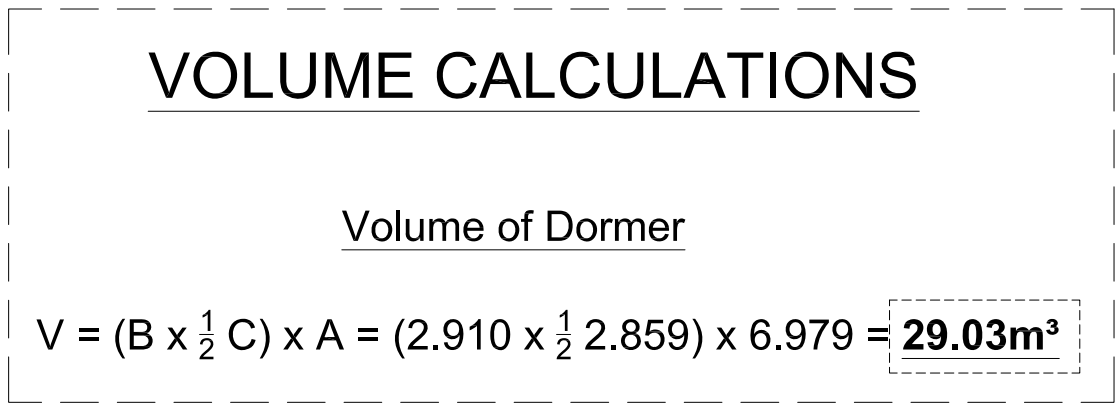 VOLUME CALCULATIONS
Volume of Dormer
V = (B x ½ C) x A = (2.910 x ½ 2.859) x 6.979 = 29.03m³